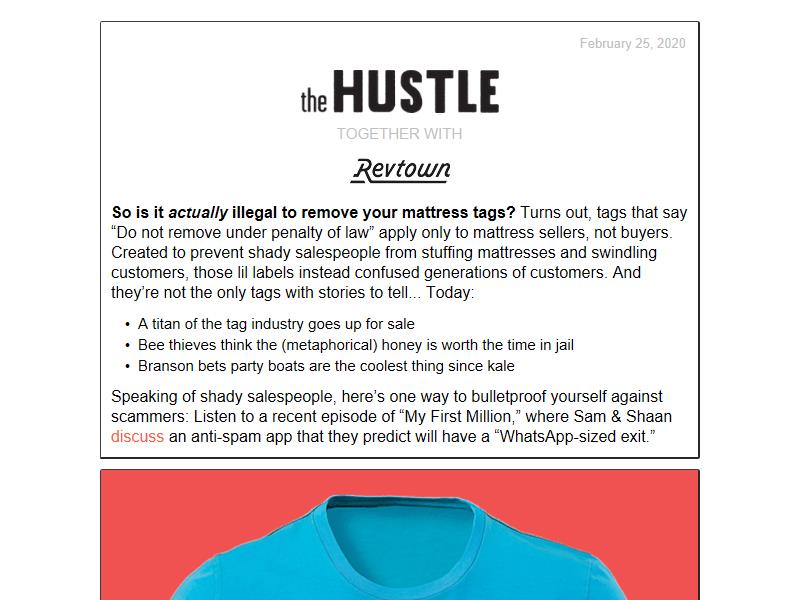 February 25, 2020
the HUSTLE
TOGETHER WITH
Revtown
So is it actually illegal to remove your mattress tags? Turns out, tags that say
“Do not remove under penalty of law” apply only to mattress sellers, not buyers.
Created to prevent shady salespeople from stuffing mattresses and swindling
customers, those lil labels instead confused generations of customers. And
they’re not the only tags with stories to tell... Today:
• A titan of the tag industry goes up for sale
• Bee thieves think the (metaphorical) honey is worth the time in jail
• Branson bets party boats are the coolest thing since kale
Speaking of shady salespeople, here’s one way to bulletproof yourself against
scammers: Listen to a recent episode of “My First Million,” where Sam & Shaan
discuss an anti-spam app that they predict will have a “WhatsApp-sized exit.”